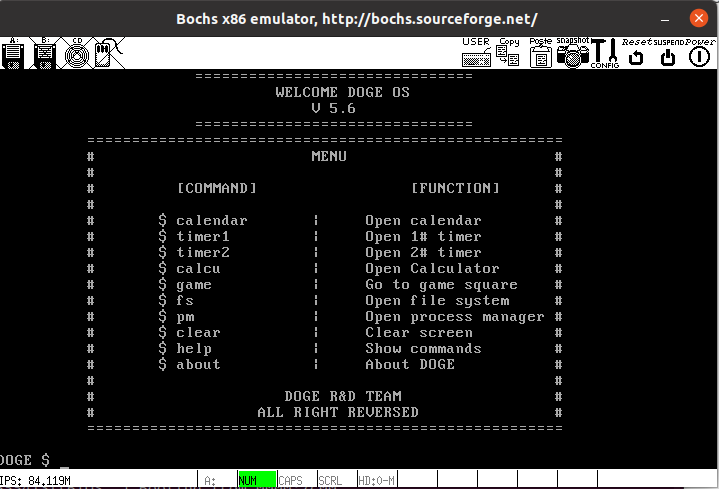 Bochs x86 emulator, http://bochs.sourceforge.net/
A: B: CD USER Copy Paste snapshot CONFIG Reset SUSPEND Power
===============================
WELCOME DOGE OS
V 5.6
===============================
=====================================================
# MENU #
# #
# [COMMAND] [FUNCTION] #
# #
# $ calendar ¦ Open calendar #
# $ timer1 ¦ Open 1# timer #
# $ timer2 ¦ Open 2# timer #
# $ calcu ¦ Open Calculator #
# $ game ¦ Go to game square #
# $ fs ¦ Open file system #
# $ pm ¦ Open process manager #
# $ clear ¦ Clear screen #
# $ help ¦ Show commands #
# $ about ¦ About DOGE #
# #
# DOGE R&D TEAM #
# ALL RIGHT REVERSED #
=====================================================
DOGE $ _
IPS: 84.119M A: NUM CAPS SCRL HD:0-M